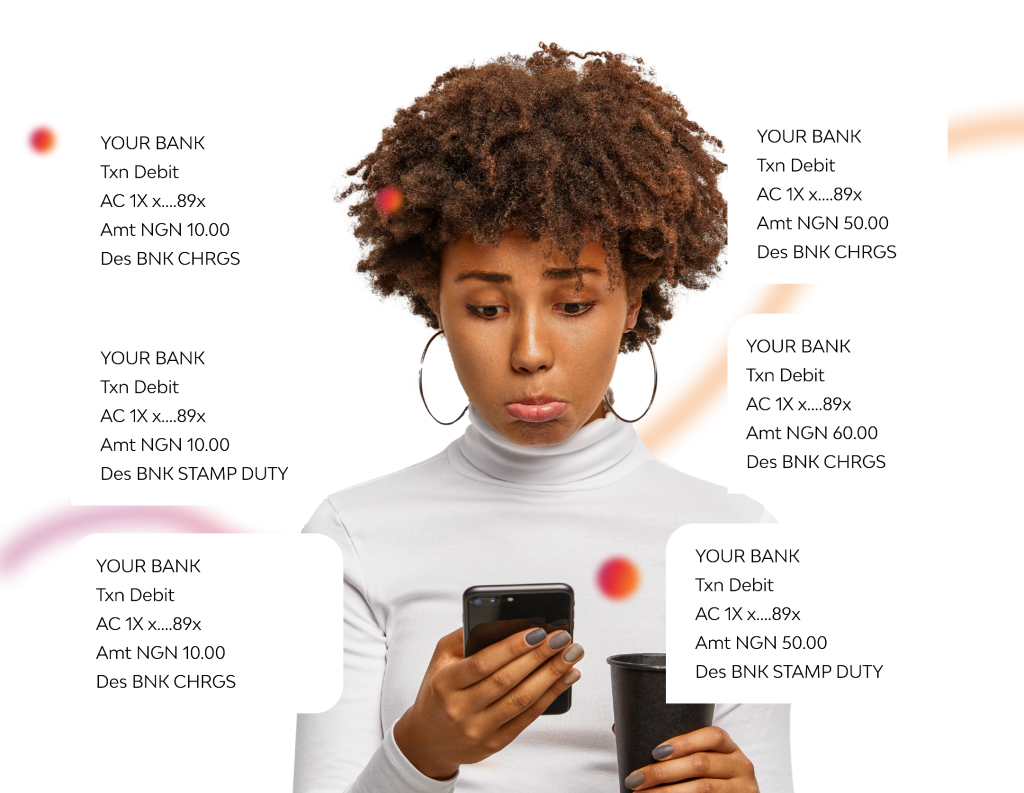 YOUR BANK
Txn Debit
AC 1X x....89x
Amt NGN 10.00
Des BNK CHRGS
YOUR BANK
Txn Debit
AC 1X x....89x
Amt NGN 10.00
Des BNK STAMP DUTY
YOUR BANK
Txn Debit
AC 1X x....89x
Amt NGN 10.00
Des BNK CHRGS
YOUR BANK
Txn Debit
AC 1X x....89x
Amt NGN 50.00
Des BNK CHRGS
YOUR BANK
Txn Debit
AC 1X x....89x
Amt NGN 60.00
Des BNK CHRGS
YOUR BANK
Txn Debit
AC 1X x....89x
Amt NGN 50.00
Des BNK STAMP DUTY